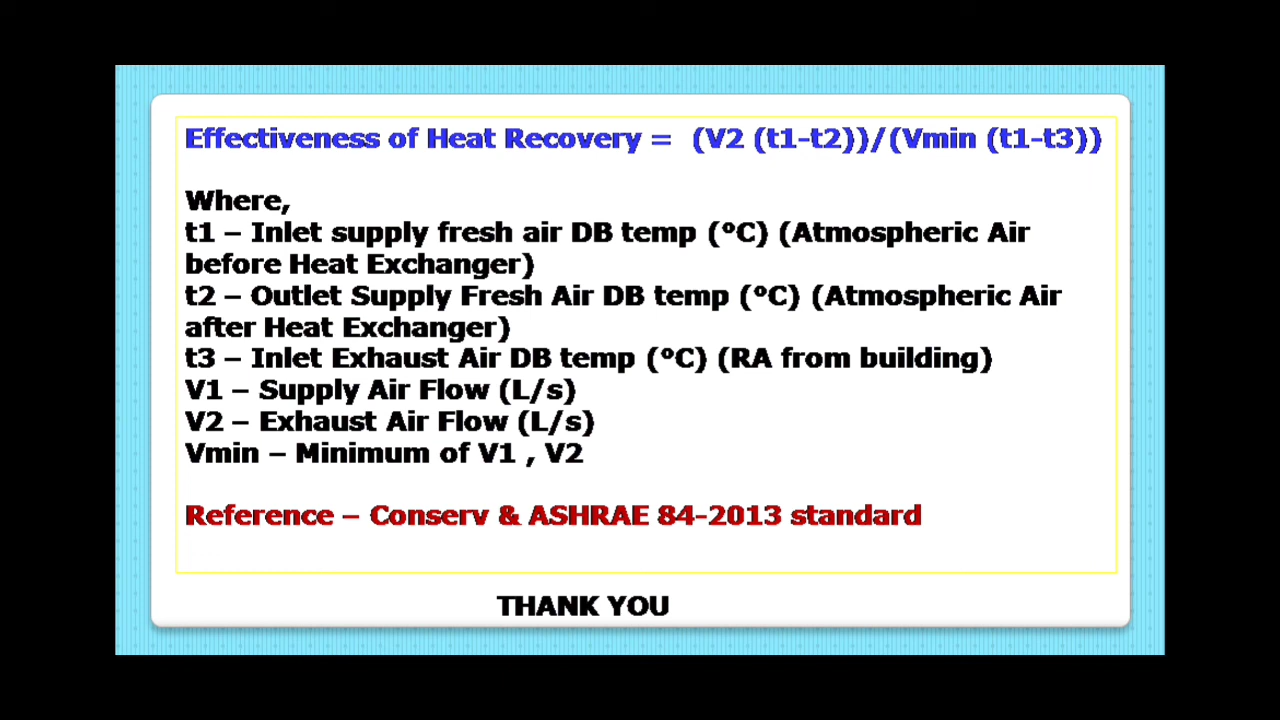 Effectiveness of Heat Recovery = (V2 (t1-t2))/(Vmin (t1-t3))
Where,
t1 – Inlet supply fresh air DB temp (°C) (Atmospheric Air
before Heat Exchanger)
t2 – Outlet Supply Fresh Air DB temp (°C) (Atmospheric Air
after Heat Exchanger)
t3 – Inlet Exhaust Air DB temp (°C) (RA from building)
V1 – Supply Air Flow (L/s)
V2 – Exhaust Air Flow (L/s)
Vmin – Minimum of V1 , V2
Reference – Conserv & ASHRAE 84-2013 standard
THANK YOU